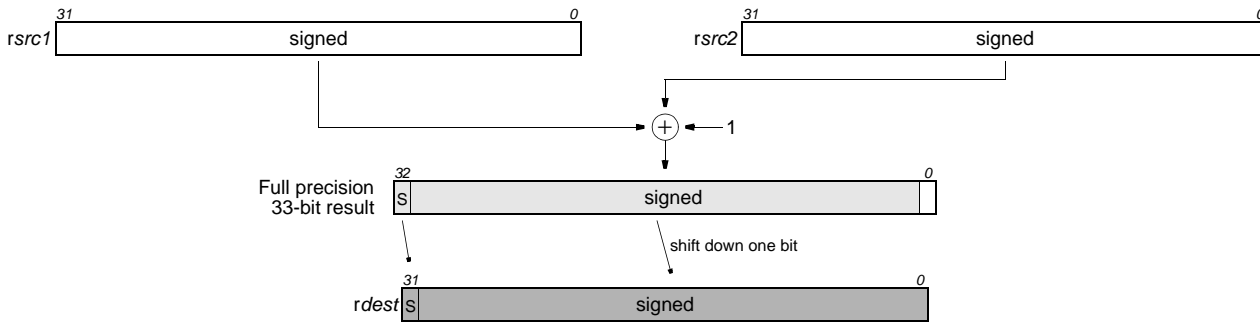 31 0 31 0
rsrc1 signed rsrc2 signed
1
32 0
Full precision
33-bit result
S signed
shift down one bit
31 0
rdest S signed